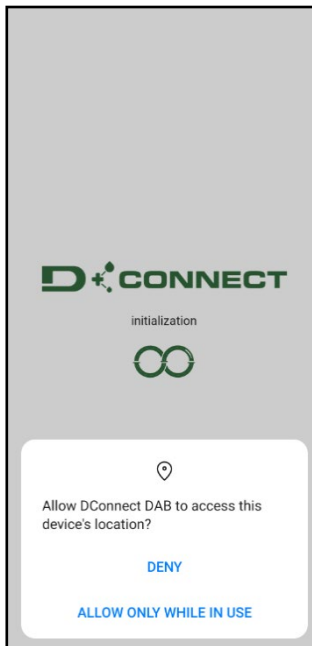 D CONNECT
initialization
Allow DConnect DAB to access this
device's location?
DENY
ALLOW ONLY WHILE IN USE